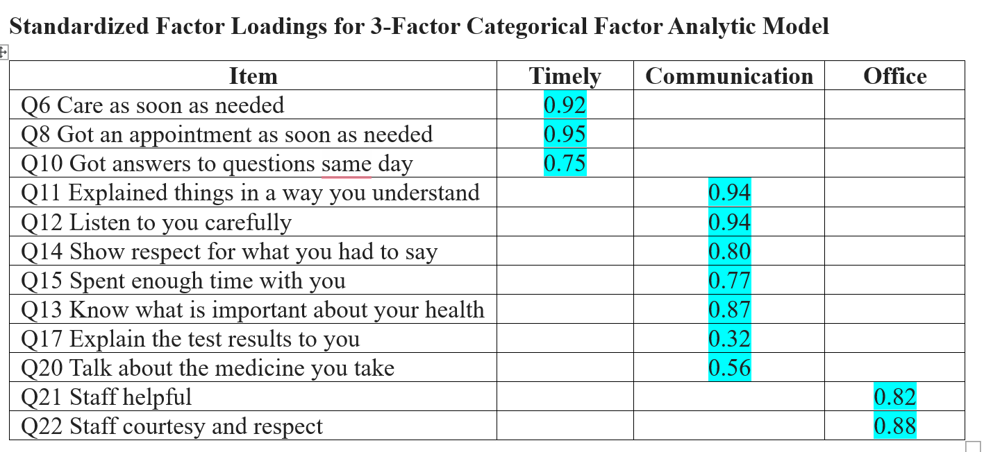 Standardized Factor Loadings for 3-Factor Categorical Factor Analytic Model
Item Timely Communication Office
Q6 Care as soon as needed 0.92
Q8 Got an appointment as soon as needed 0.95
Q10 Got answers to questions same day 0.75
Q11 Explained things in a way you understand 0.94
Q12 Listen to you carefully 0.94
Q14 Show respect for what you had to say 0.80
Q15 Spent enough time with you 0.77
Q13 Know what is important about your health 0.87
Q17 Explain the test results to you 0.32
Q20 Talk about the medicine you take 0.56
Q21 Staff helpful 0.82
Q22 Staff courtesy and respect 0.88